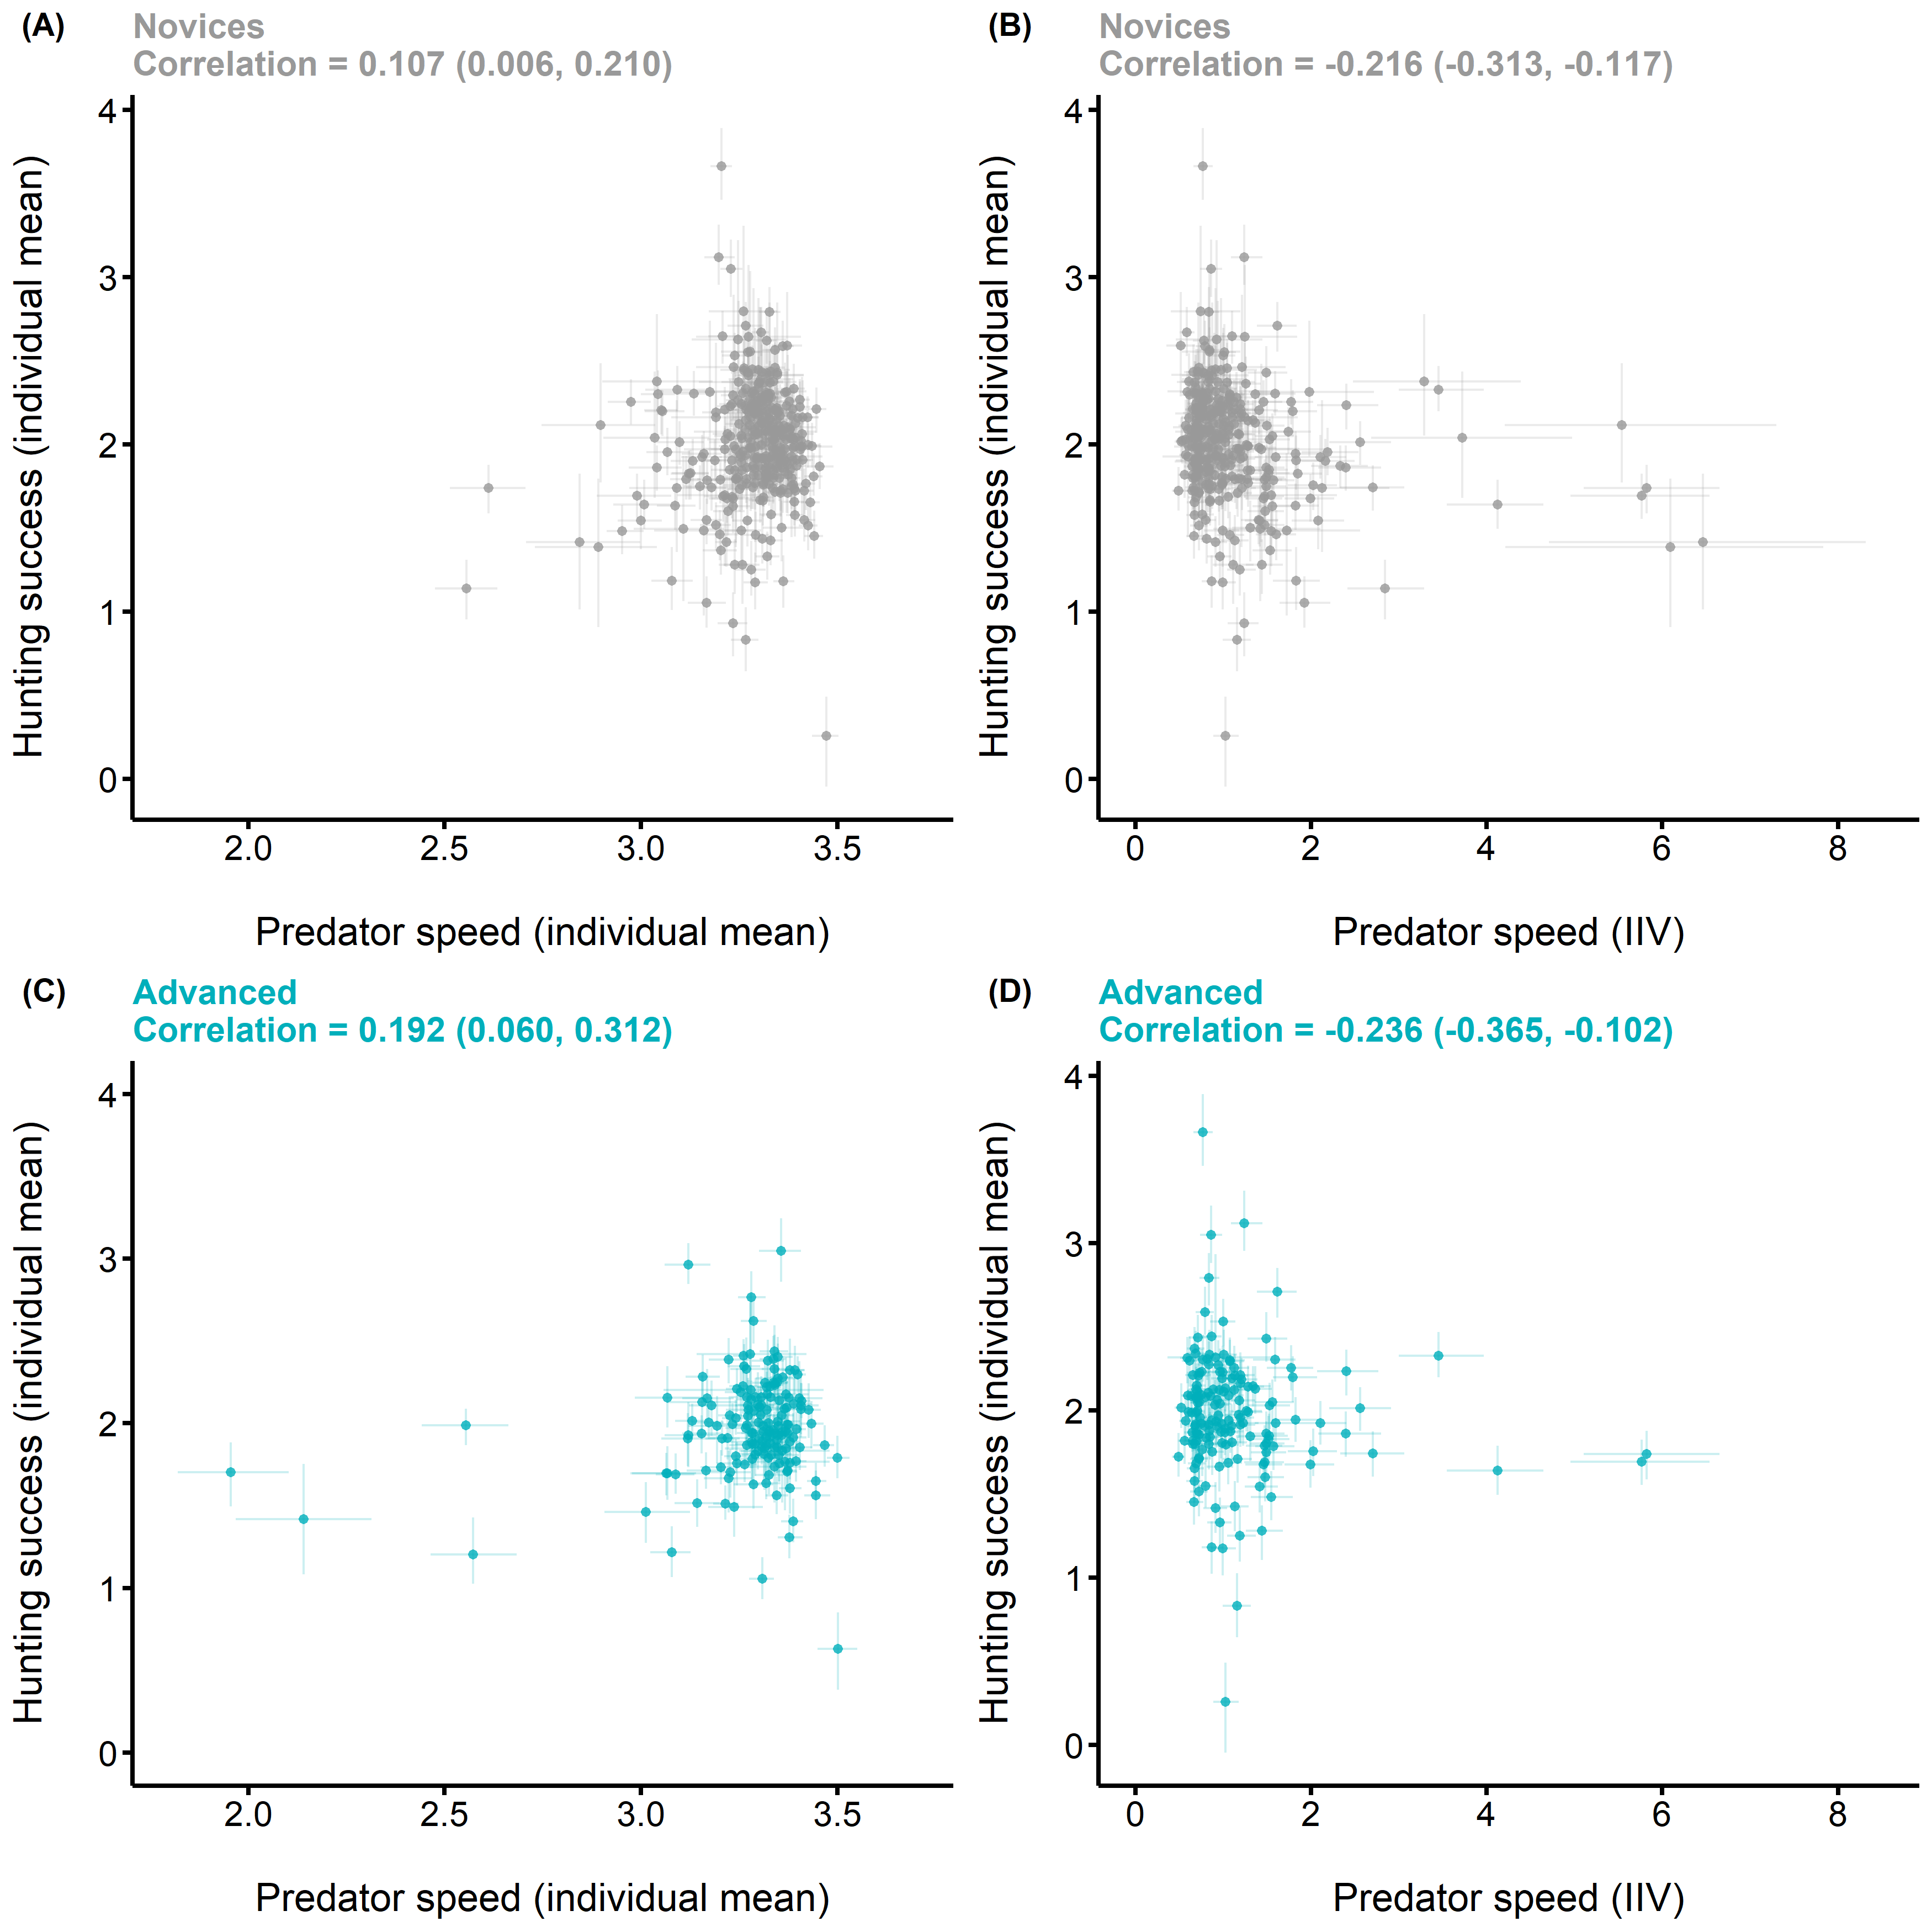 (A)
Novices
Correlation = 0.107 (0.006, 0.210)
Hunting success (individual mean)
4
3
2
1
0
2.0 2.5 3.0 3.5
Predator speed (individual mean)
(B)
Novices
Correlation = -0.216 (-0.313, -0.117)
Hunting success (individual mean)
4
3
2
1
0
0 2 4 6 8
Predator speed (IIV)
(C)
Advanced
Correlation = 0.192 (0.060, 0.312)
Hunting success (individual mean)
4
3
2
1
0
2.0 2.5 3.0 3.5
Predator speed (individual mean)
(D)
Advanced
Correlation = -0.236 (-0.365, -0.102)
Hunting success (individual mean)
4
3
2
1
0
0 2 4 6 8
Predator speed (IIV)